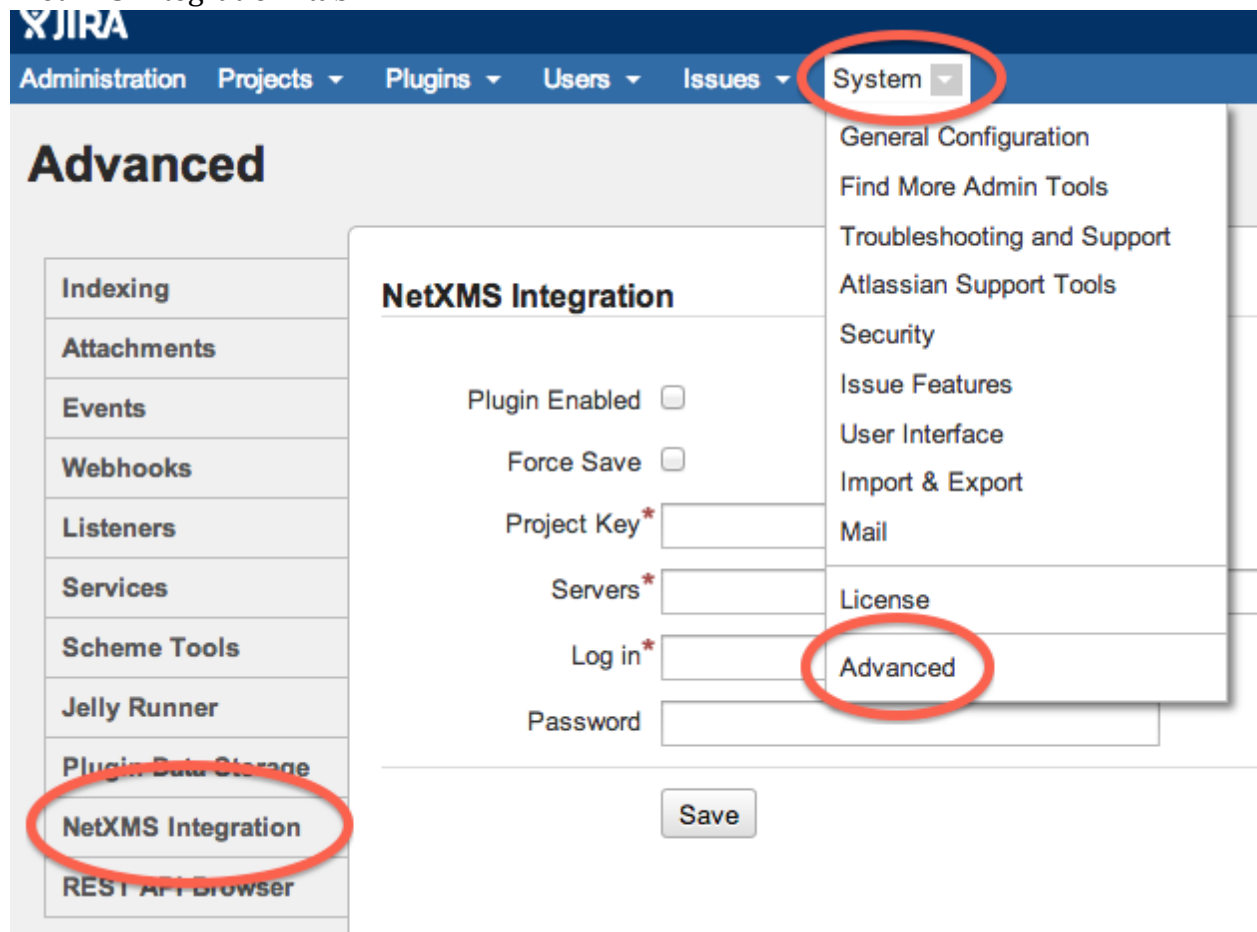 JIRA
Administration Projects Plugins Users Issues System
Advanced
General Configuration
Find More Admin Tools
Troubleshooting and Support
Atlassian Support Tools
Security
Issue Features
User Interface
Import & Export
Mail
License
Advanced
Indexing
Attachments
Events
Webhooks
Listeners
Services
Scheme Tools
Jelly Runner
Plugin Data Storage
NetXMS Integration
REST API Browser
NetXMS Integration
Plugin Enabled
Force Save
Project Key*
Servers*
Log in*
Password
Save